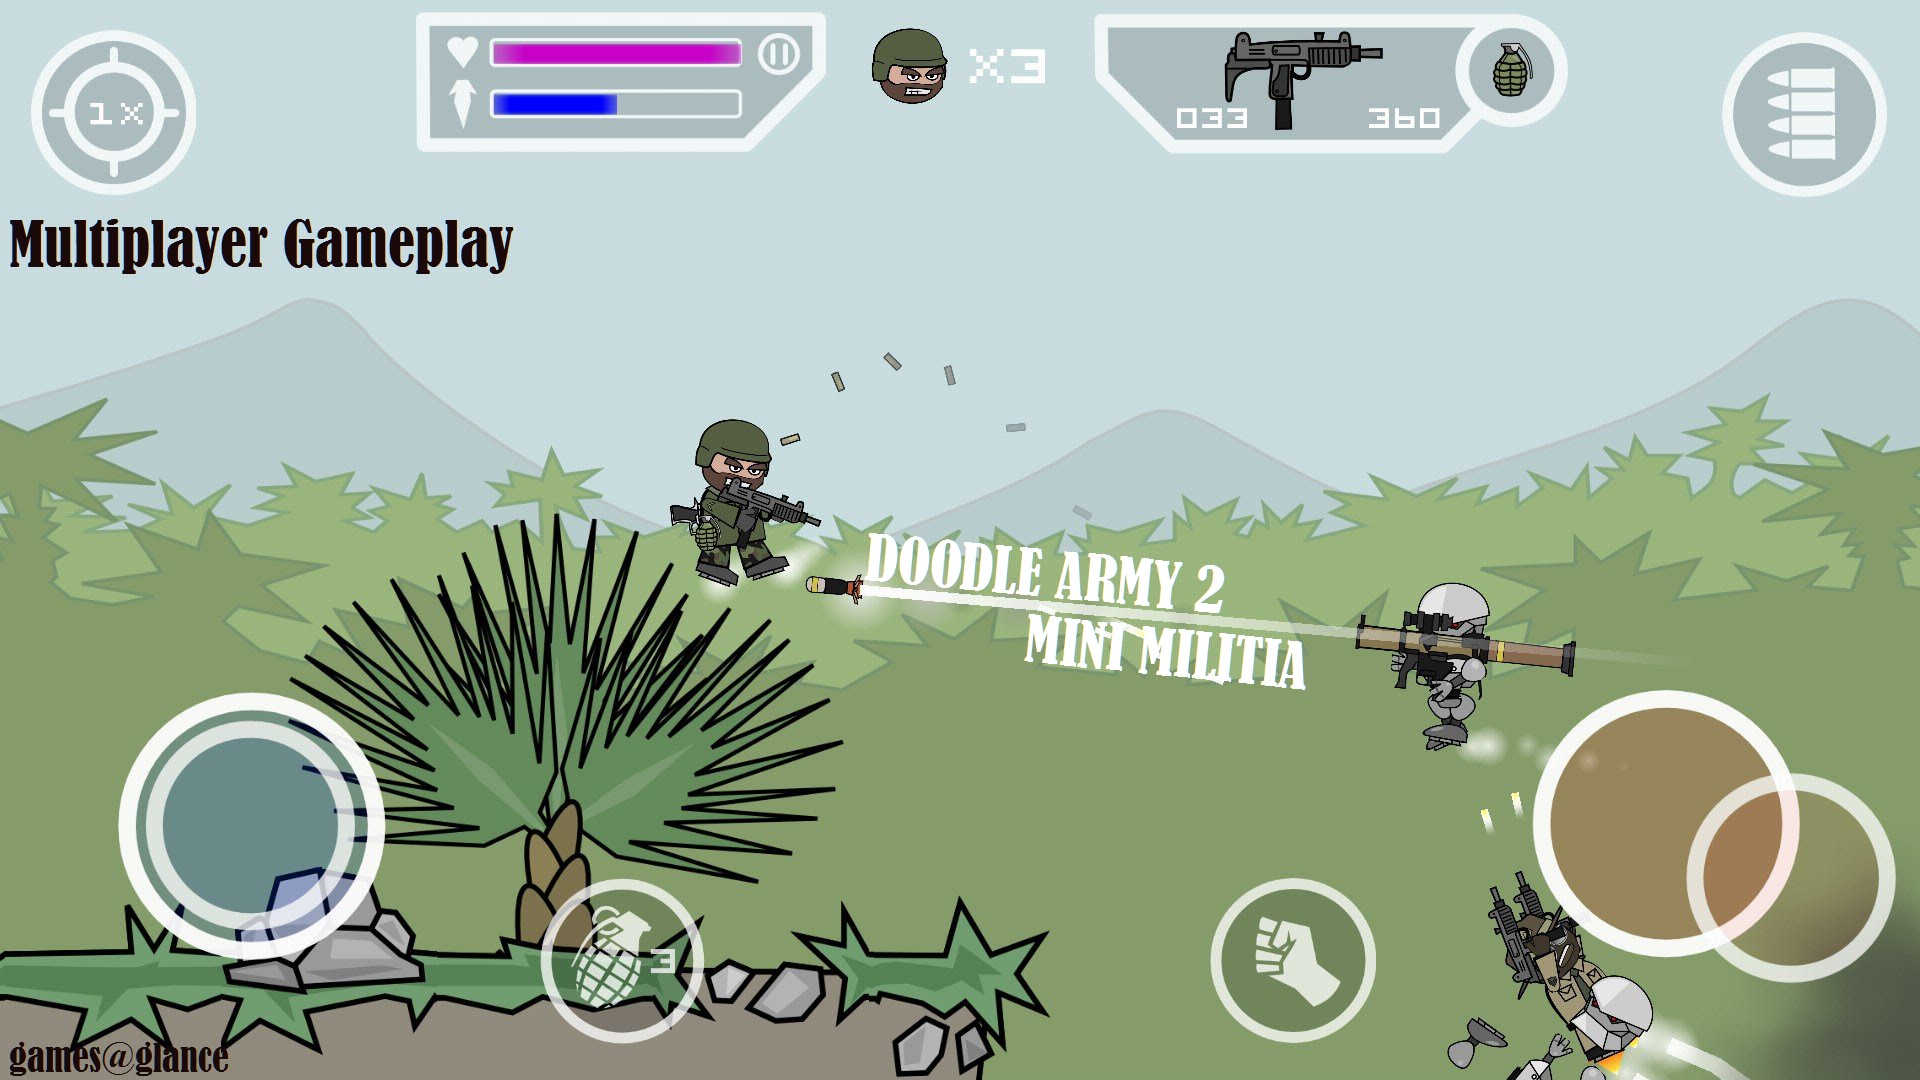 1x
x3
033 360
Multiplayer Gameplay
DOODLE ARMY 2
MINI MILITIA
3
games@glance